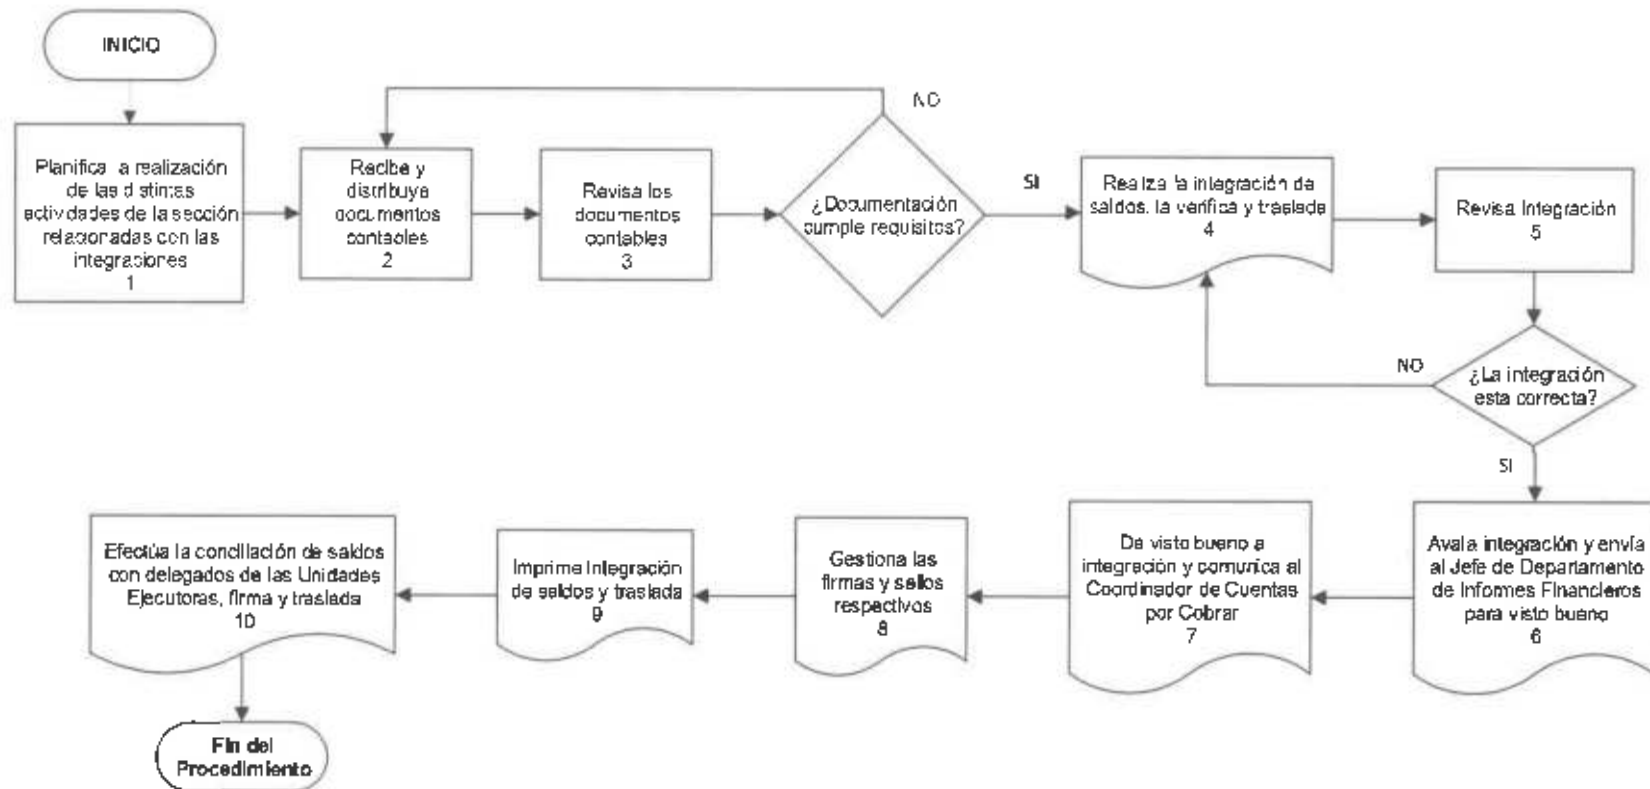 INICIO
Planifica la realización
de las distintas
actividades de la sección
relacionadas con las
integraciones
1
Recibe y
distribuye
documentos
contables
2
Revisa los
documentos
contables
3
NO
¿Documentación
cumple requisitos?
SI
Realiza la integración de
saldos, la verifica y traslada
4
Revisa Integración
5
NO
¿La integración
esta correcta?
SI
Avala integración y envía
al Jefe de Departamento
de Informes Financieros
para visto bueno
6
Da visto bueno a
integración y comunica al
Coordinador de Cuentas
por Cobrar
7
Gestiona las
firmas y sellos
respectivos
8
Imprime Integración
de saldos y traslada
9
Efectúa la conciliación de saldos
con delegados de las Unidades
Ejecutoras, firma y traslada
10
Fin del
Procedimiento